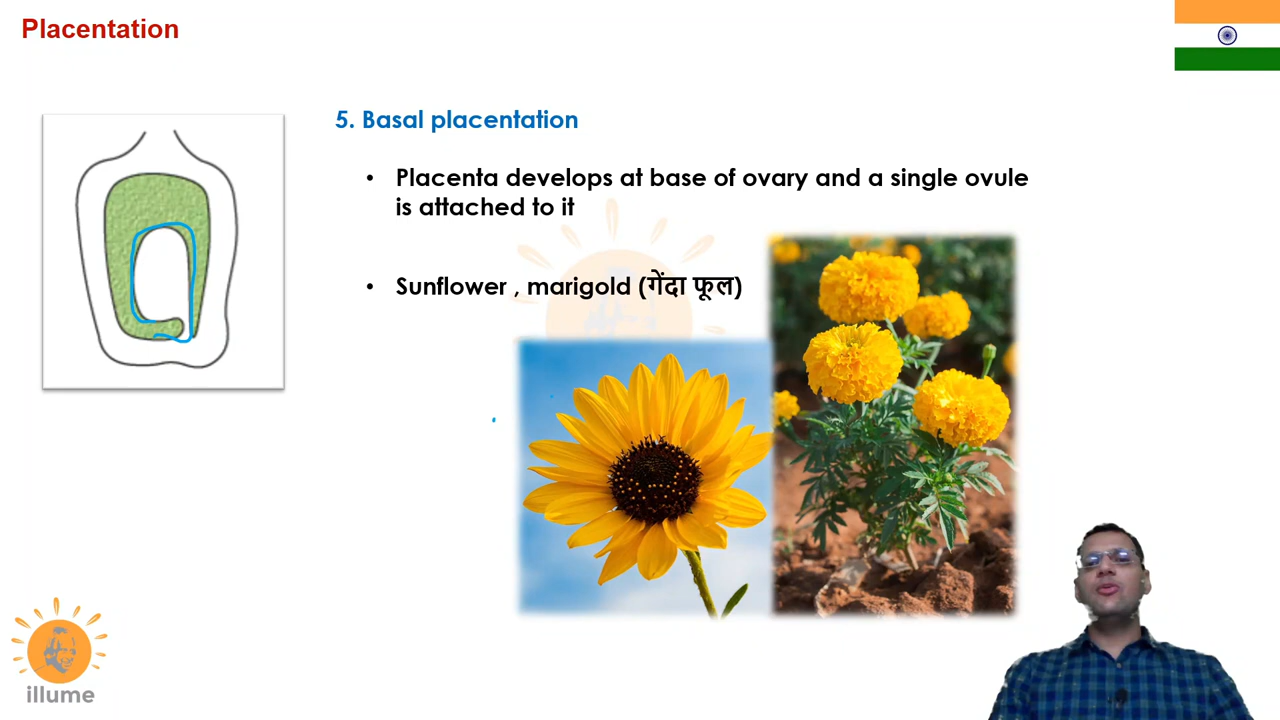 Placentation
5. Basal placentation
• Placenta develops at base of ovary and a single ovule
is attached to it
• Sunflower , marigold (गेंदा फूल)
illume